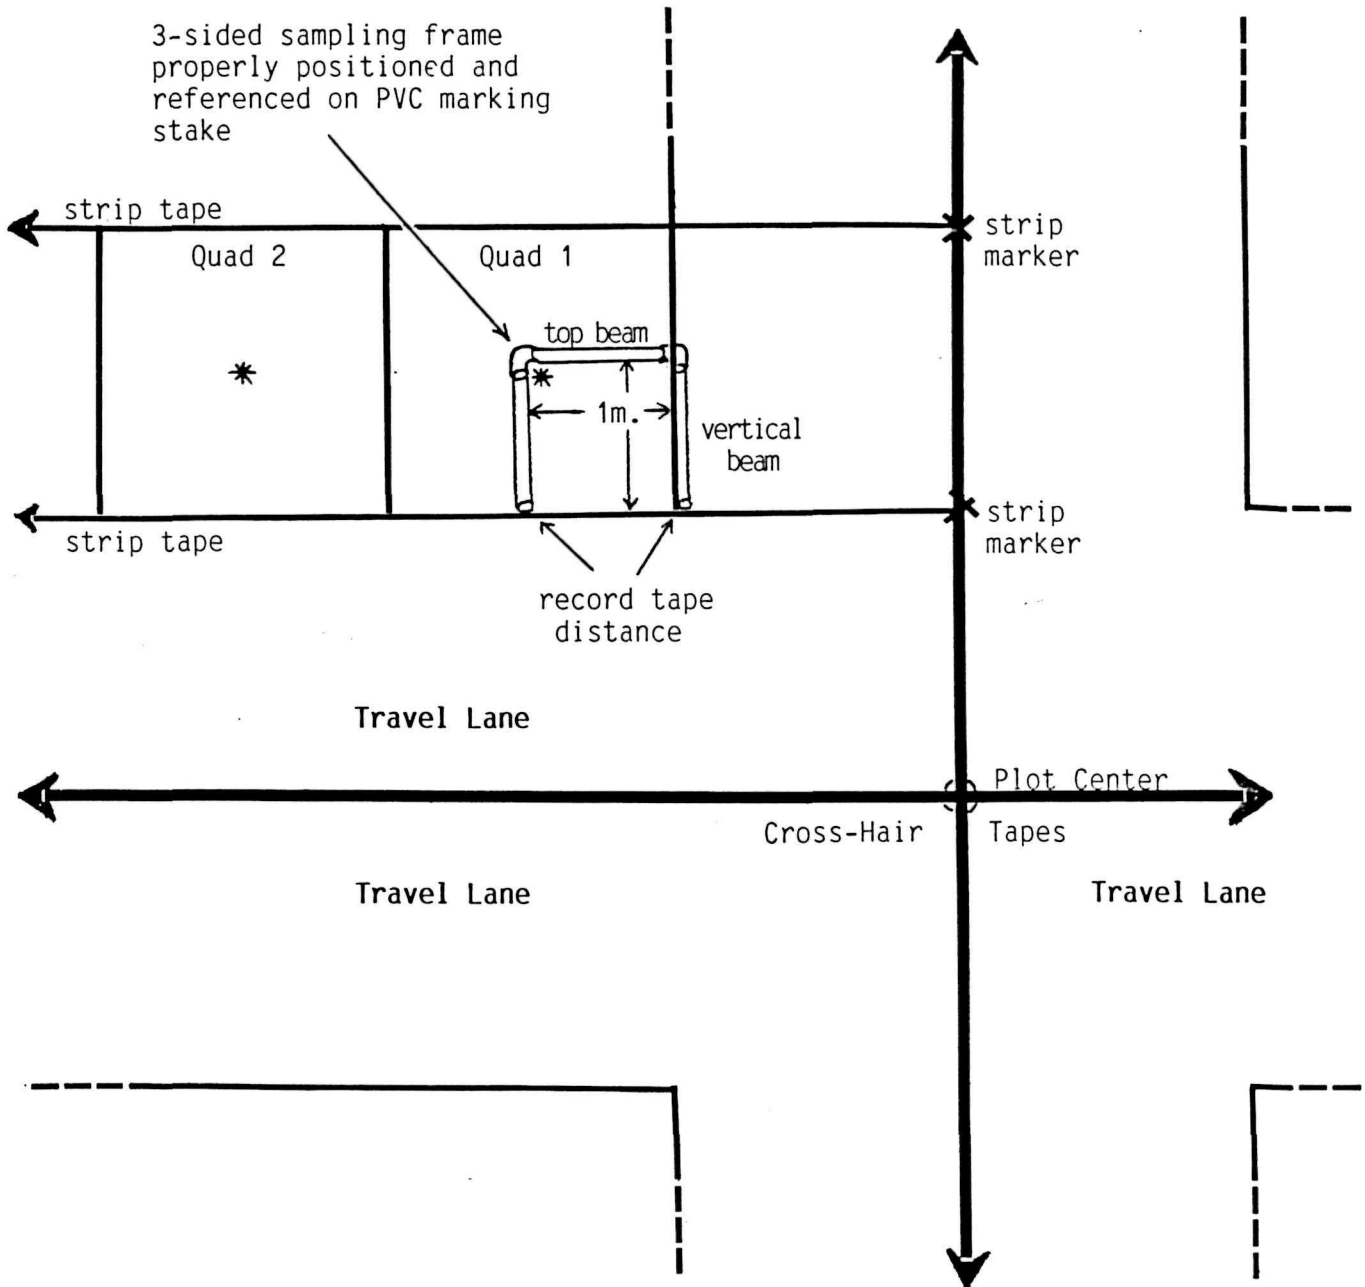 3-sided sampling frame
properly positioned and
referenced on PVC marking
stake
strip tape
strip
marker
Quad 2
Quad 1
top beam
1m.
vertical
beam
strip tape
strip
marker
record tape
distance
Travel Lane
Plot Center
Cross-Hair
Tapes
Travel Lane
Travel Lane